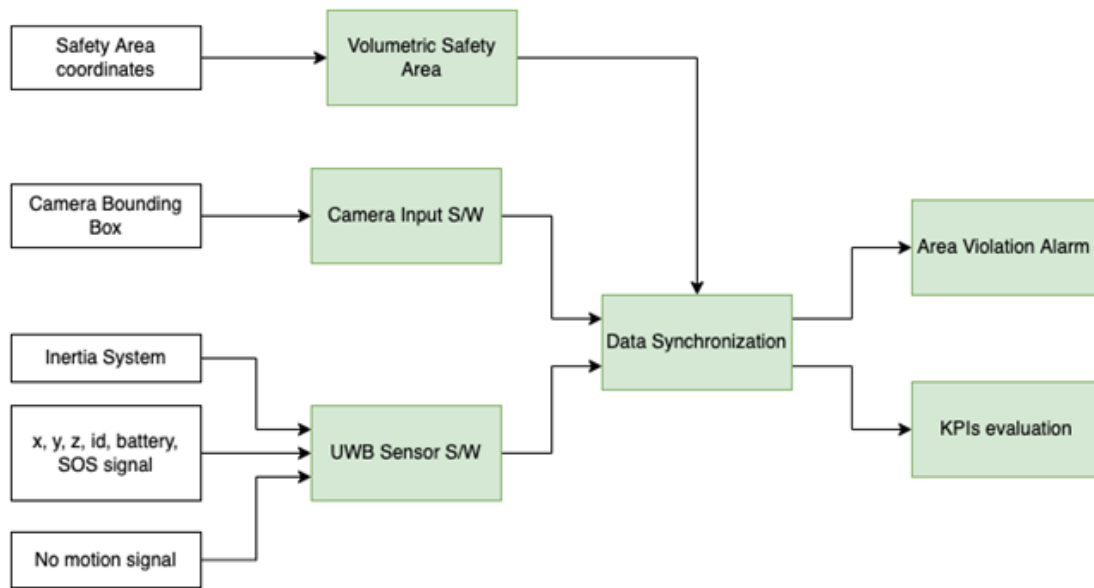 Safety Area
coordinates
Volumetric Safety
Area
Camera Bounding
Box
Camera Input S/W
Area Violation Alarm
Data Synchronization
Inertia System
x, y, z, id, battery,
SOS signal
UWB Sensor S/W
KPIs evaluation
No motion signal